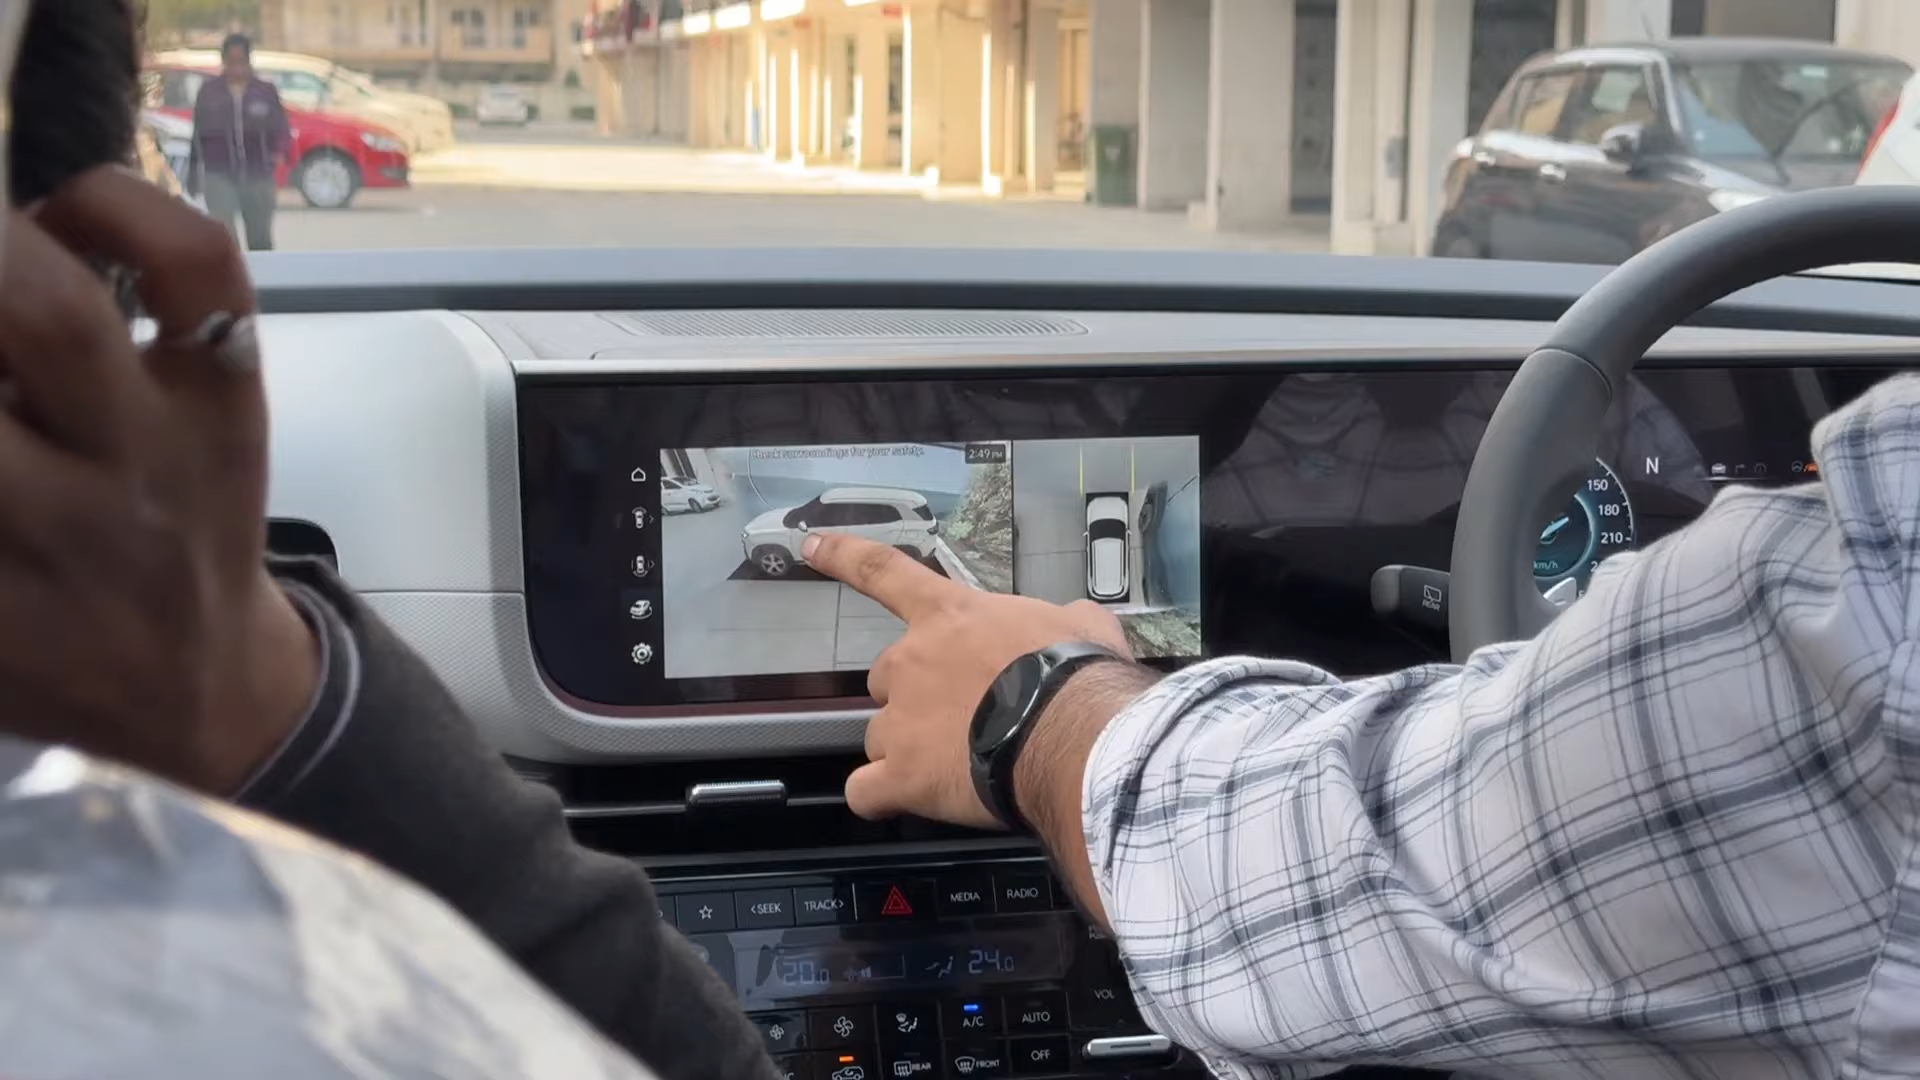 Check surroundings for your safety.
2:49 PM
N
150
180
210
km/h
REAR
<SEEK
TRACK>
MEDIA
RADIO
20.0
24.0
VOL
A/C
AUTO
REAR
FRONT
OFF